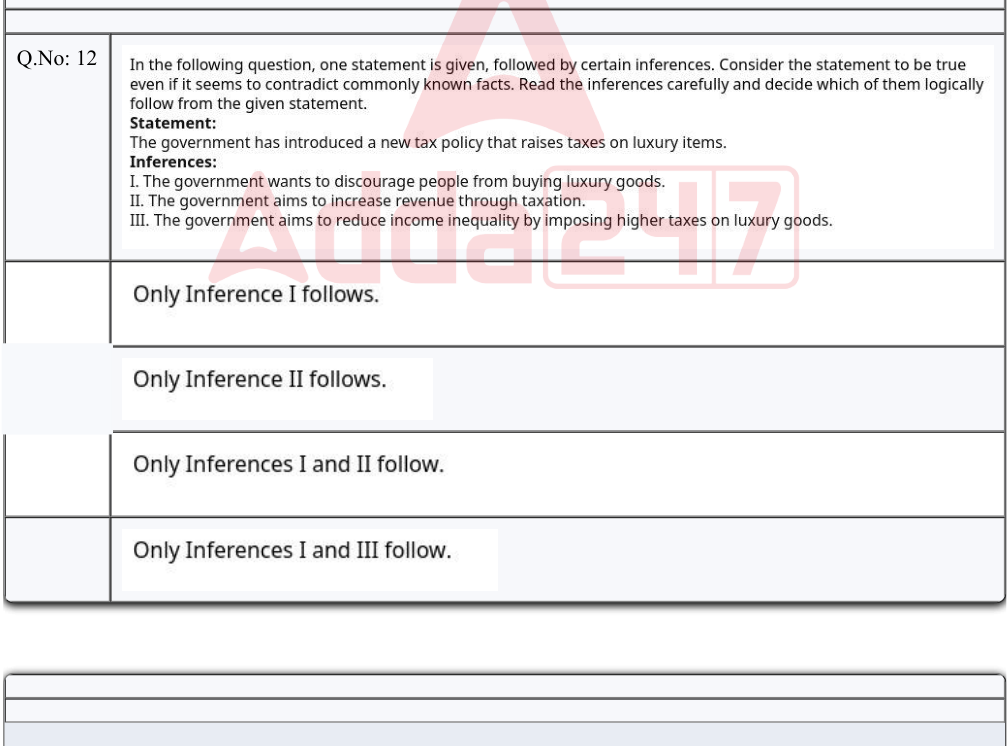 Q.No: 12
In the following question, one statement is given, followed by certain inferences. Consider the statement to be true
even if it seems to contradict commonly known facts. Read the inferences carefully and decide which of them logically
follow from the given statement.
Statement:
The government has introduced a new tax policy that raises taxes on luxury items.
Inferences:
I. The government wants to discourage people from buying luxury goods.
II. The government aims to increase revenue through taxation.
III. The government aims to reduce income inequality by imposing higher taxes on luxury goods.
Adda247
Only Inference I follows.
Only Inference II follows.
Only Inferences I and II follow.
Only Inferences I and III follow.